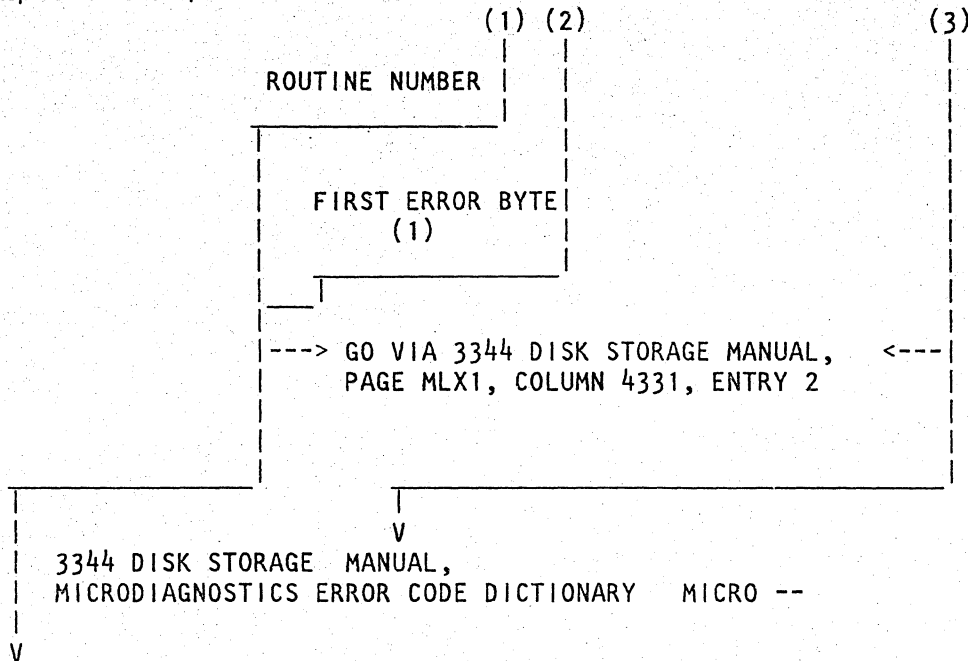 (1) (2) (3)
ROUTINE NUMBER
FIRST ERROR BYTE
(1)
---> GO VIA 3344 DISK STORAGE MANUAL, <---
PAGE MLX1, COLUMN 4331, ENTRY 2
V
3344 DISK STORAGE MANUAL,
MICRODIAGNOSTICS ERROR CODE DICTIONARY MICRO --
V